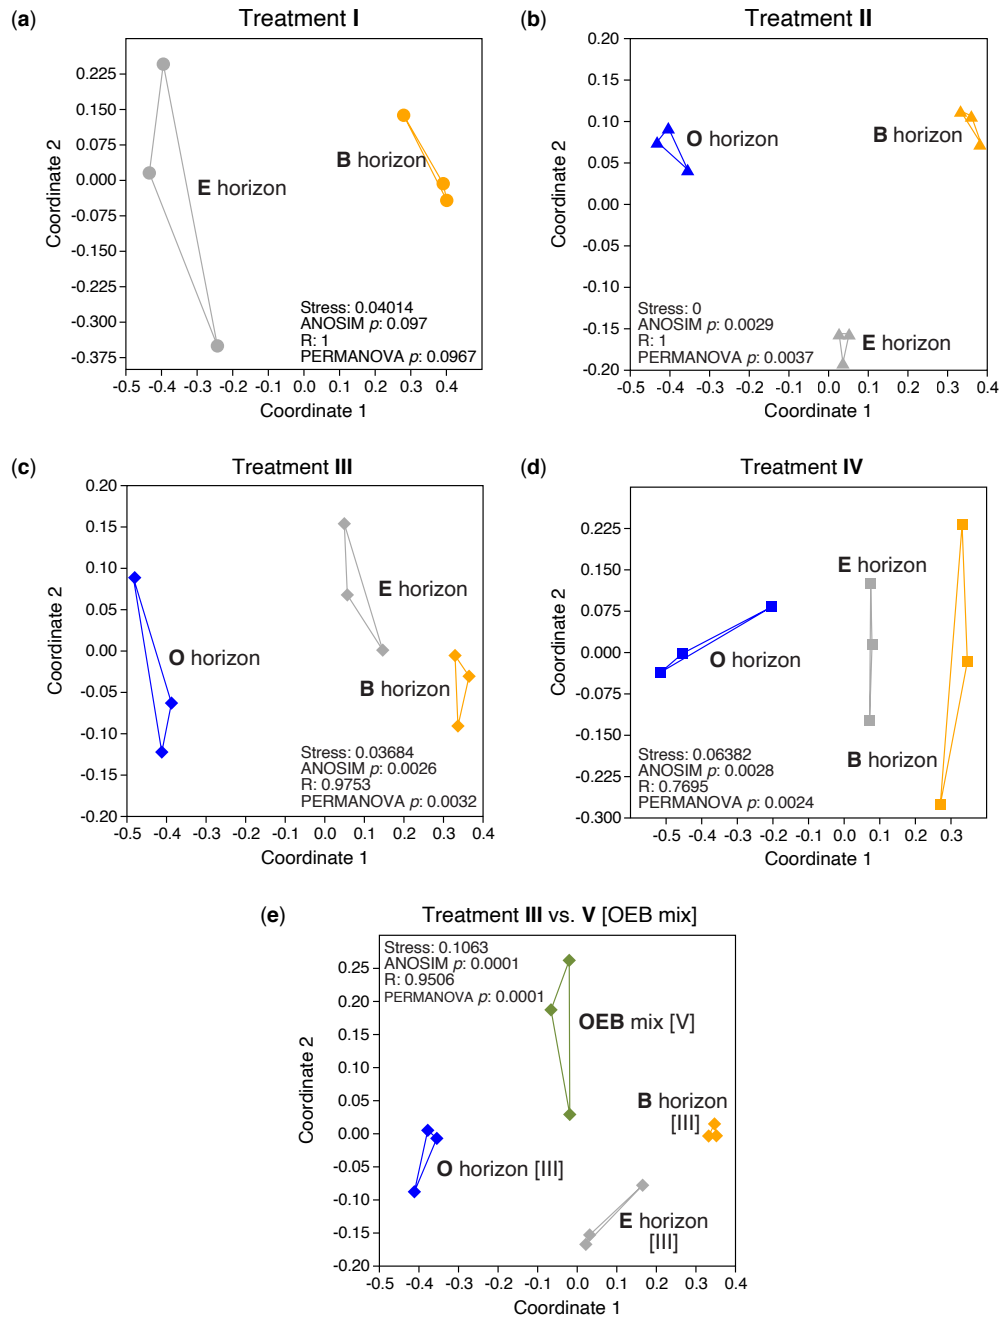 (a)
Treatment I
0.225
0.150
0.075
0.000
-0.075
-0.150
-0.225
-0.300
-0.375
Coordinate 2
E horizon
B horizon
Stress: 0.04014
ANOSIM p: 0.097
R: 1
PERMANOVA p: 0.0967
-0.5 -0.4 -0.3 -0.2 -0.1 0.0 0.1 0.2 0.3 0.4
Coordinate 1
(b)
Treatment II
0.20
0.15
0.10
0.05
0.00
-0.05
-0.10
-0.15
-0.20
Coordinate 2
O horizon
B horizon
E horizon
Stress: 0
ANOSIM p: 0.0029
R: 1
PERMANOVA p: 0.0037
-0.5 -0.4 -0.3 -0.2 -0.1 0.0 0.1 0.2 0.3 0.4
Coordinate 1
(c)
Treatment III
0.20
0.15
0.10
0.05
0.00
-0.05
-0.10
-0.15
-0.20
Coordinate 2
E horizon
O horizon
B horizon
Stress: 0.03684
ANOSIM p: 0.0026
R: 0.9753
PERMANOVA p: 0.0032
-0.5 -0.4 -0.3 -0.2 -0.1 0.0 0.1 0.2 0.3 0.4
Coordinate 1
(d)
Treatment IV
0.225
0.150
0.075
0.000
-0.075
-0.150
-0.225
-0.300
Coordinate 2
E horizon
O horizon
B horizon
Stress: 0.06382
ANOSIM p: 0.0028
R: 0.7695
PERMANOVA p: 0.0024
-0.5 -0.4 -0.3 -0.2 -0.1 0.0 0.1 0.2 0.3
Coordinate 1
(e)
Treatment III vs. V [OEB mix]
Stress: 0.1063
ANOSIM p: 0.0001
R: 0.9506
PERMANOVA p: 0.0001
0.25
0.20
0.15
0.10
0.05
0.00
-0.05
-0.10
-0.15
-0.20
Coordinate 2
OEB mix [V]
B horizon
[III]
O horizon [III]
E horizon
[III]
-0.5 -0.4 -0.3 -0.2 -0.1 0.0 0.1 0.2 0.3 0.4
Coordinate 1